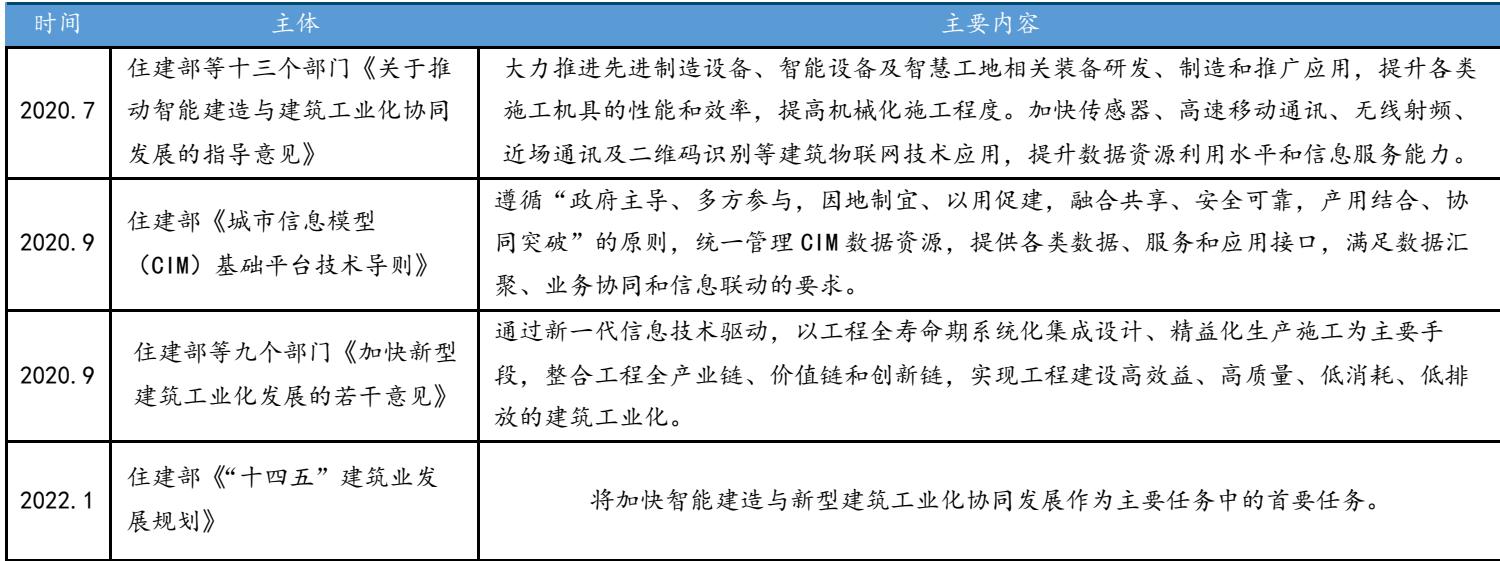 时间 主体 主要内容
2020.7
住建部等十三个部门《关于推
动智能建造与建筑工业化协同
发展的指导意见》
大力推进先进制造设备、智能设备及智慧工地相关装备研发、制造和推广应用，提升各类
施工机具的性能和效率，提高机械化施工程度。加快传感器、高速移动通讯、无线射频、
近场通讯及二维码识别等建筑物联网技术应用，提升数据资源利用水平和信息服务能力。
2020.9
住建部《城市信息模型
（CIM）基础平台技术导则》
遵循“政府主导、多方参与，因地制宜、以用促建，融合共享、安全可靠，产用结合、协
同突破”的原则，统一管理CIM数据资源，提供各类数据、服务和应用接口，满足数据汇
聚、业务协同和信息联动的要求。
2020.9
住建部等九个部门《加快新型
建筑工业化发展的若干意见》
通过新一代信息技术驱动，以工程全寿命期系统化集成设计、精益化生产施工为主要手
段，整合工程全产业链、价值链和创新链，实现工程建设高效益、高质量、低消耗、低排
放的建筑工业化。
2022.1
住建部《“十四五”建筑业发
展规划》
将加快智能建造与新型建筑工业化协同发展作为主要任务中的首要任务。